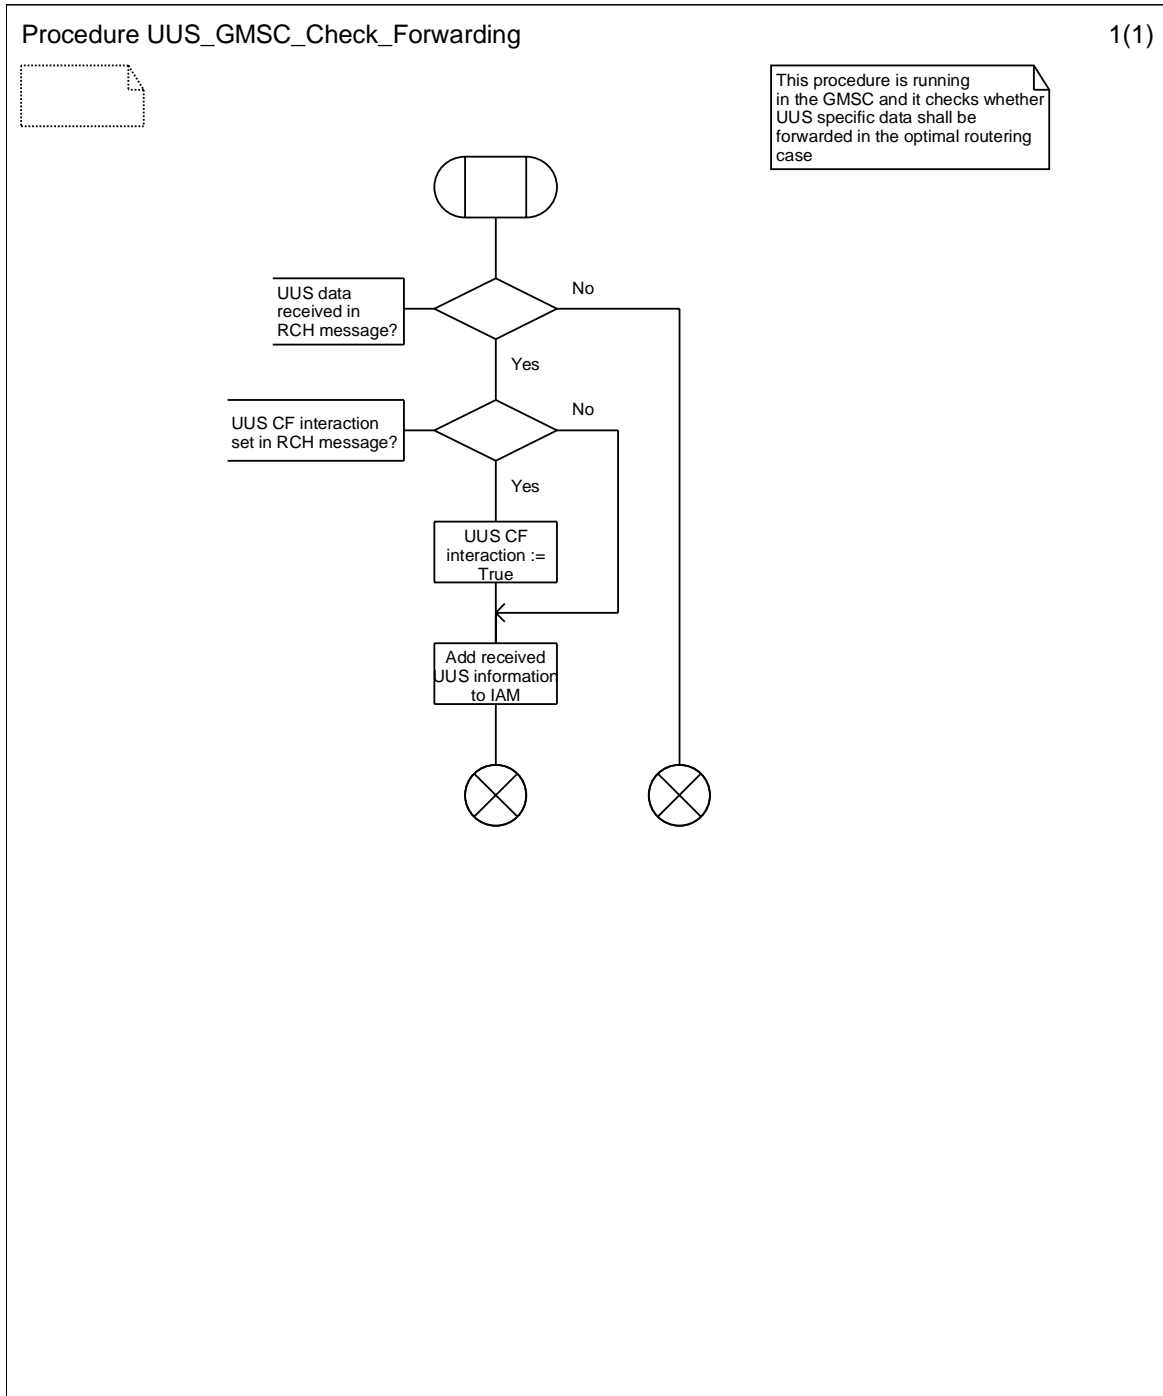 Procedure UUS_GMSC_Check_Forwarding
1(1)
This procedure is running
in the GMSC and it checks whether
UUS specific data shall be
forwarded in the optimal routering
case
UUS data
received in
RCH message?
No
Yes
UUS CF interaction
set in RCH message?
No
Yes
UUS CF
interaction :=
True
Add received
UUS information
to IAM